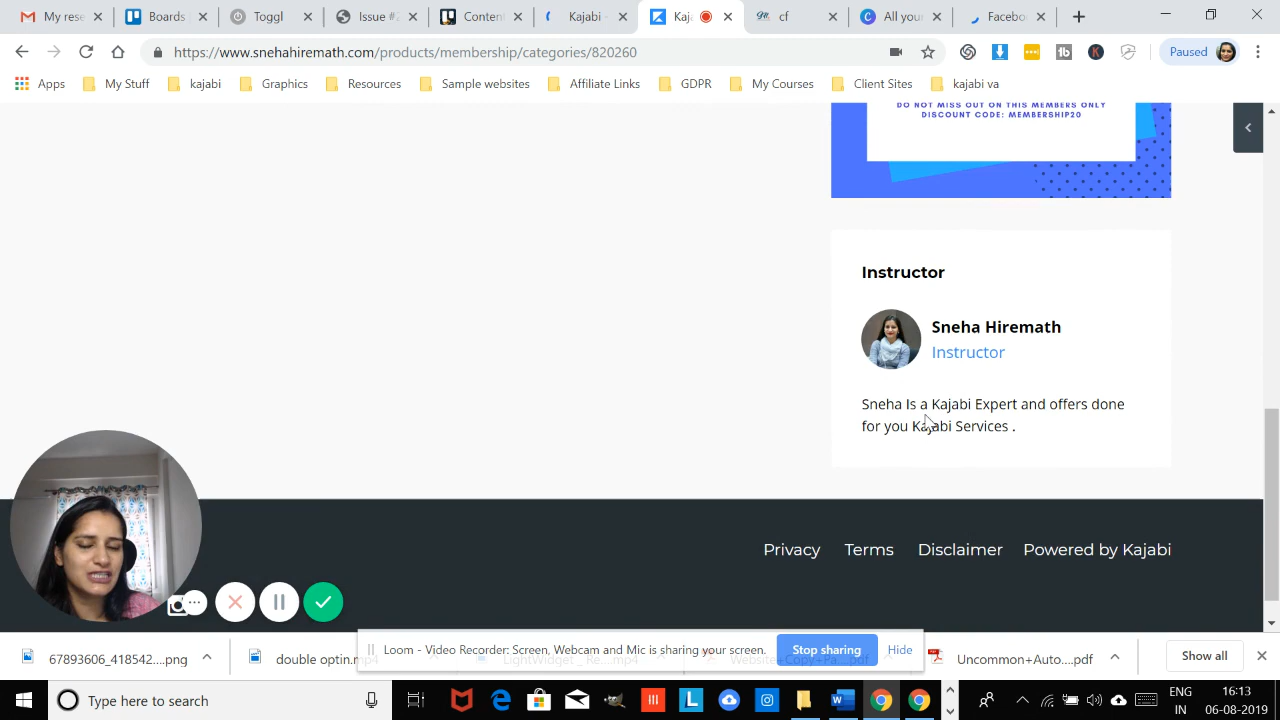 My rese
Boards
Toggl
Issue #
Content
Kajabi -
Kaj
cf
All your
Facebo
https://www.snehahiremath.com/products/membership/categories/820260
Paused
Apps
My Stuff
kajabi
Graphics
Resources
Sample websites
Affiliate Links
GDPR
My Courses
Client Sites
kajabi va
DO NOT MISS OUT ON THIS MEMBERS ONLY
DISCOUNT CODE: MEMBERSHIP20
Instructor
Sneha Hiremath
Instructor
Sneha Is a Kajabi Expert and offers done
for you Kajabi Services .
Privacy Terms Disclaimer Powered by Kajabi
Loom - Video Recorder: Screen, Webcam and Mic is sharing your screen.
Stop sharing
Hide
67893606_418542...png
double optin.mp4
Uncommon+Auto....pdf
Show all
Type here to search
ENG
IN
16:13
06-08-2019